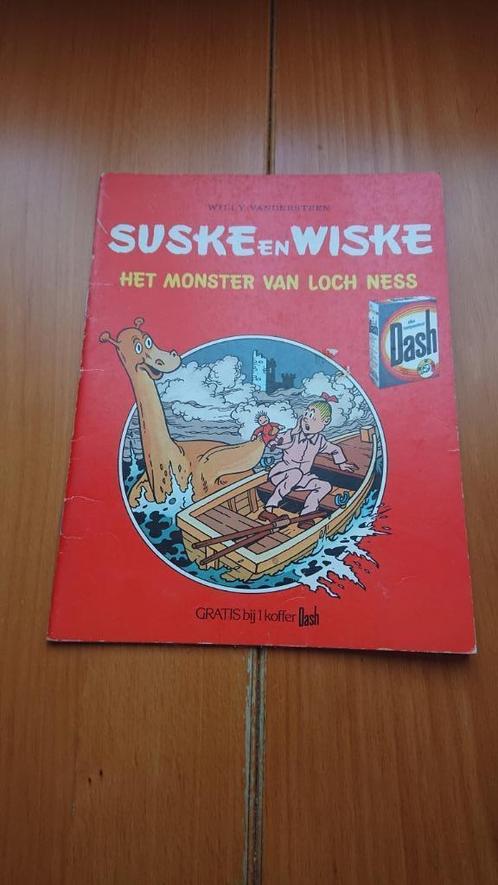 WILLY VANDERSTEEN
SUSKE EN WISKE
HET MONSTER VAN LOCH NESS
Dash
GRATIS bij 1 koffer Dash